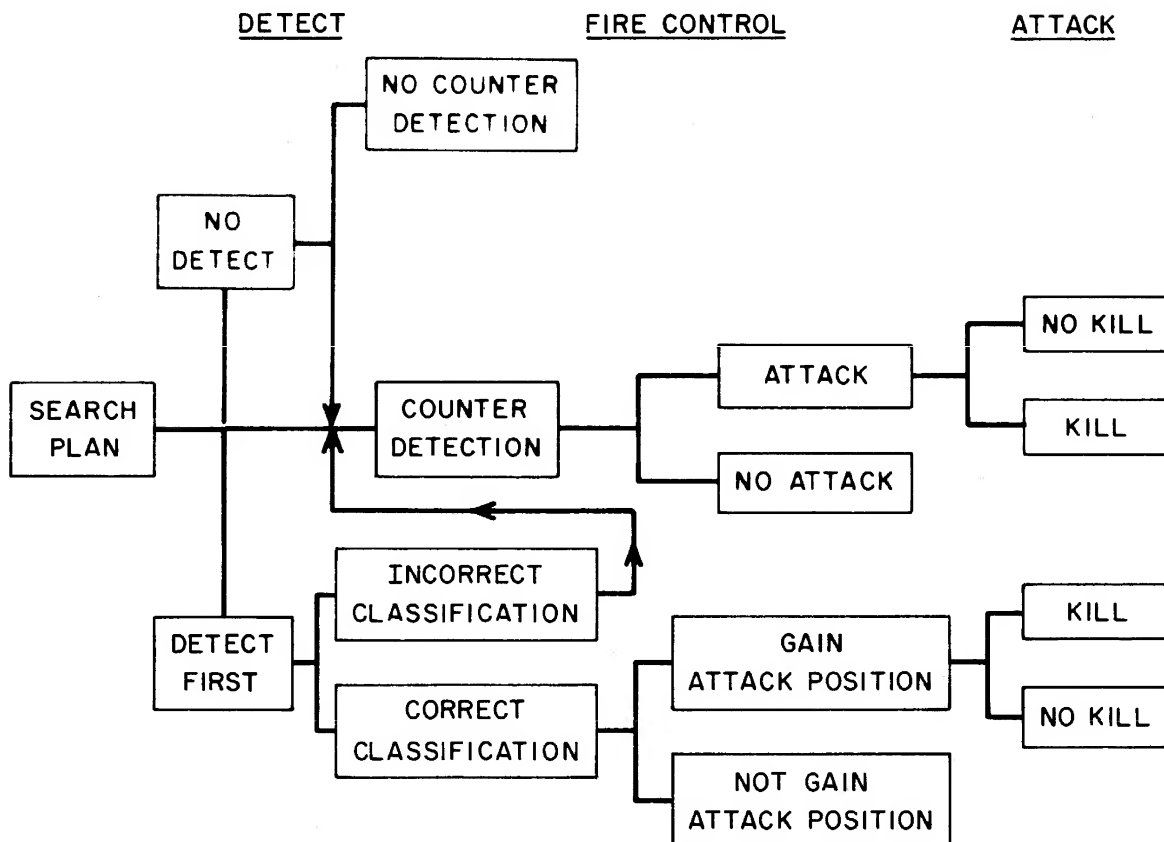 DETECT
FIRE CONTROL
ATTACK
NO COUNTER
DETECTION
NO
DETECT
SEARCH
PLAN
COUNTER
DETECTION
ATTACK
NO ATTACK
NO KILL
KILL
INCORRECT
CLASSIFICATION
DETECT
FIRST
CORRECT
CLASSIFICATION
GAIN
ATTACK POSITION
NOT GAIN
ATTACK POSITION
KILL
NO KILL